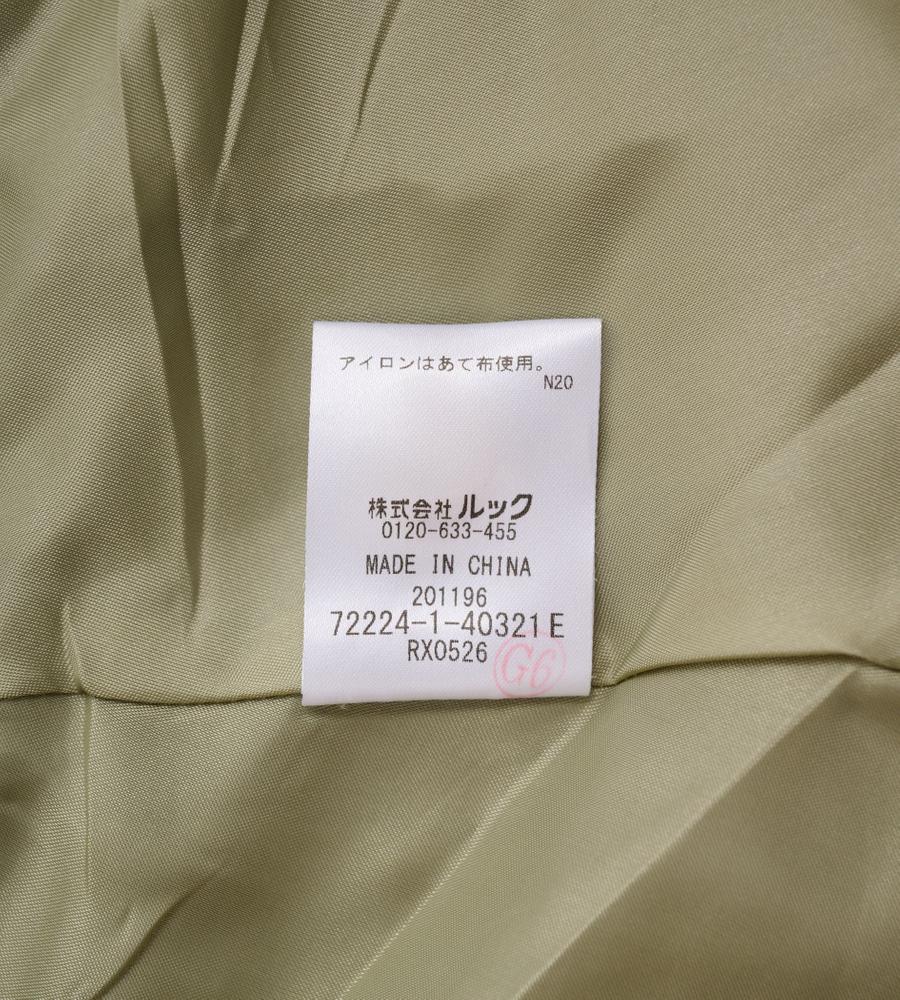 アイロンはあて布使用。
N20
株式会社ルック
0120-633-455
MADE IN CHINA
201196
72224-1-40321E
RX0526
G6